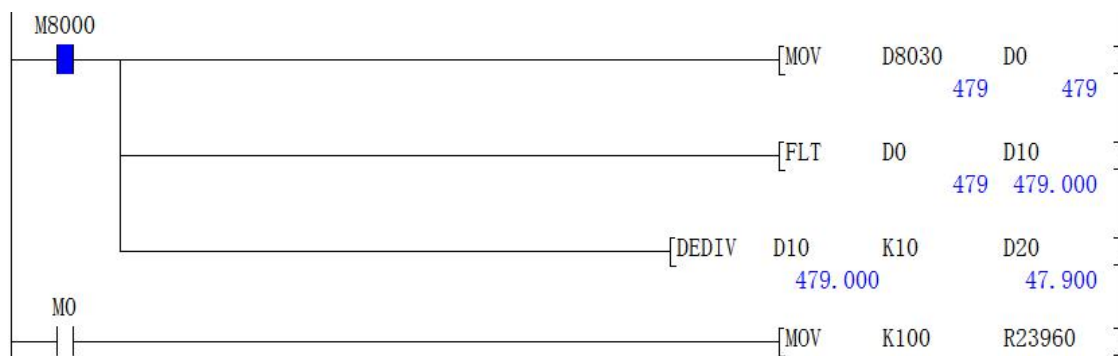 M8000
[MOV D8030 D0 ]
479 479
[FLT D0 D10 ]
479 479.000
[DEDIV D10 K10 D20 ]
479.000 47.900
M0
[MOV K100 R23960 ]